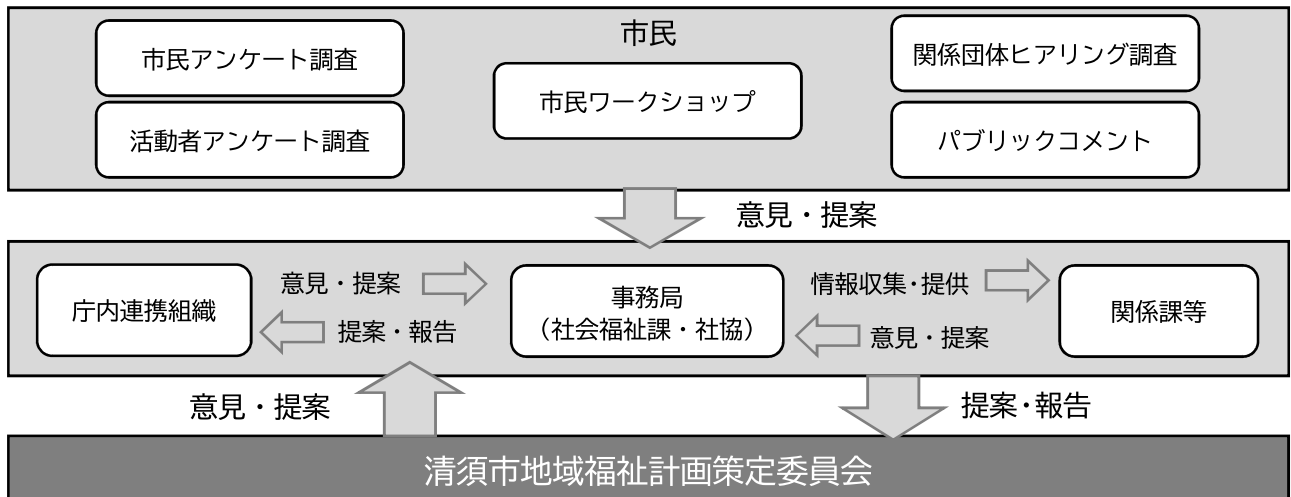 市民
市民アンケート調査
活動者アンケート調査
市民ワークショップ
関係団体ヒアリング調査
パブリックコメント
意見・提案
庁内連携組織
意見・提案
提案・報告
事務局
（社会福祉課・社協）
情報収集・提供
意見・提案
関係課等
意見・提案
提案・報告
清須市地域福祉計画策定委員会